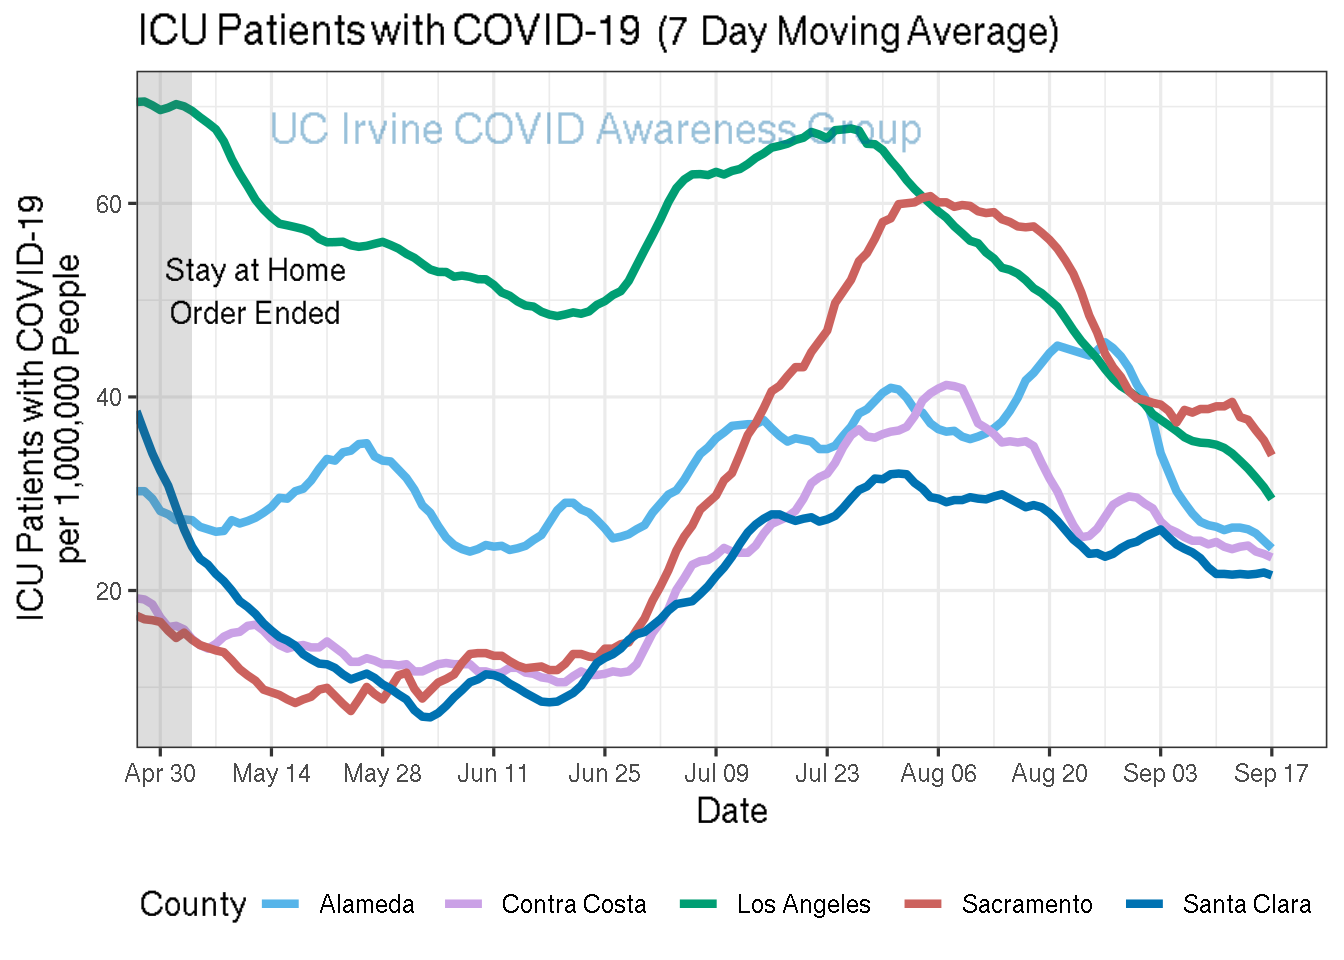 ICU Patients with COVID-19 (7 Day Moving Average)
UC Irvine COVID Awareness Group
ICU Patients with COVID-19
per 1,000,000 People
60
40
20
Stay at Home
Order Ended
Apr 30 May 14 May 28 Jun 11 Jun 25 Jul 09 Jul 23 Aug 06 Aug 20 Sep 03 Sep 17
Date
County Alameda Contra Costa Los Angeles Sacramento Santa Clara